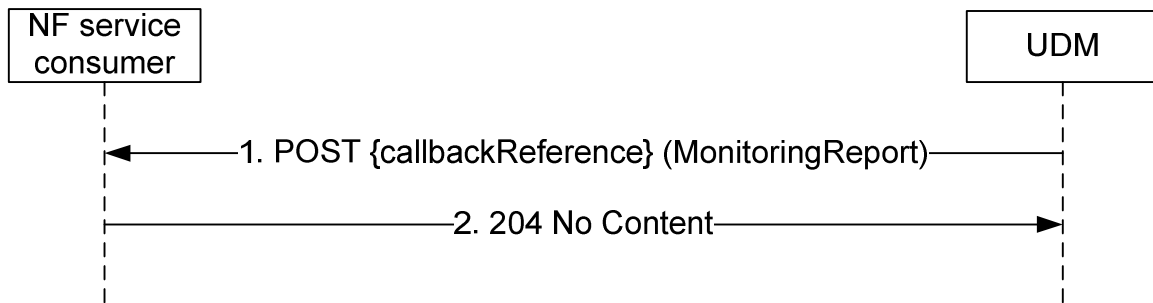 NF service
consumer
UDM
1. POST {callbackReference} (MonitoringReport)
2. 204 No Content